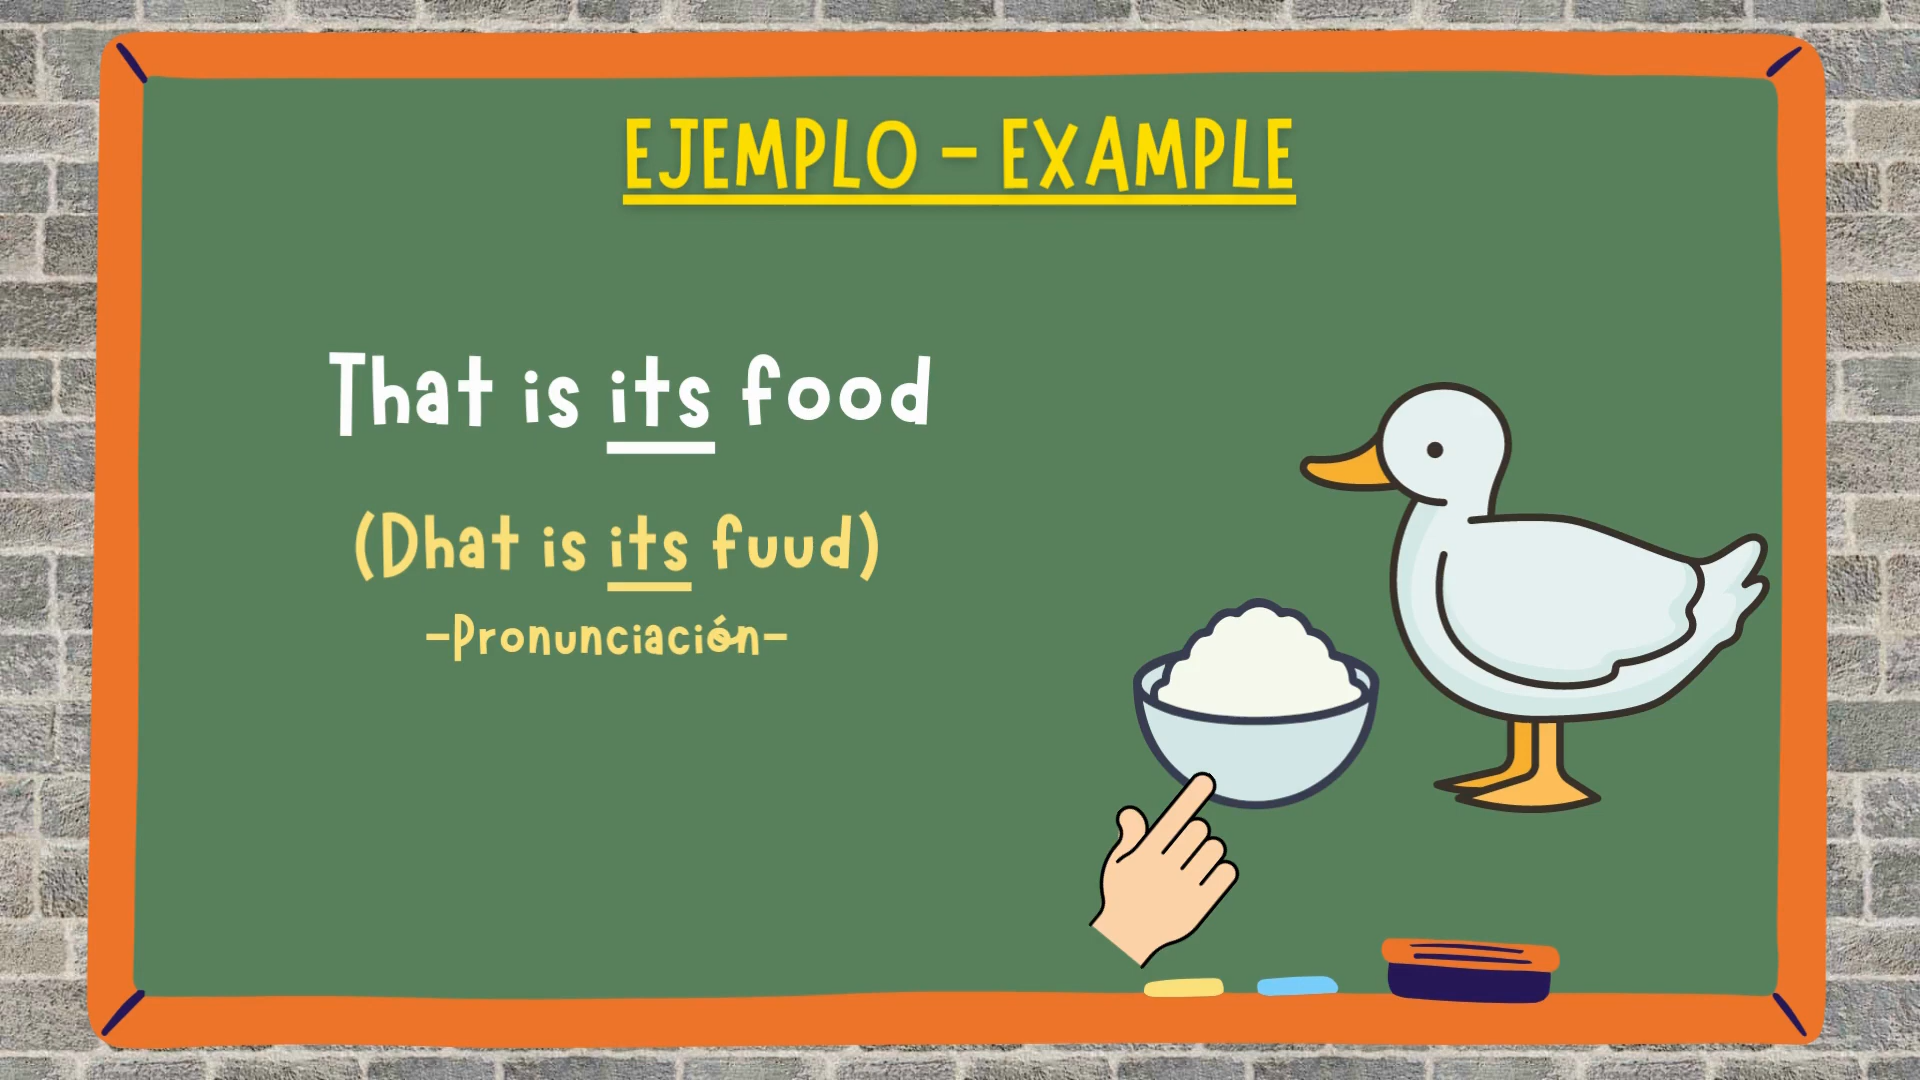 EJEMPLO - EXAMPLE
That is its food
(Dhat is its fuud)
-Pronunciación-